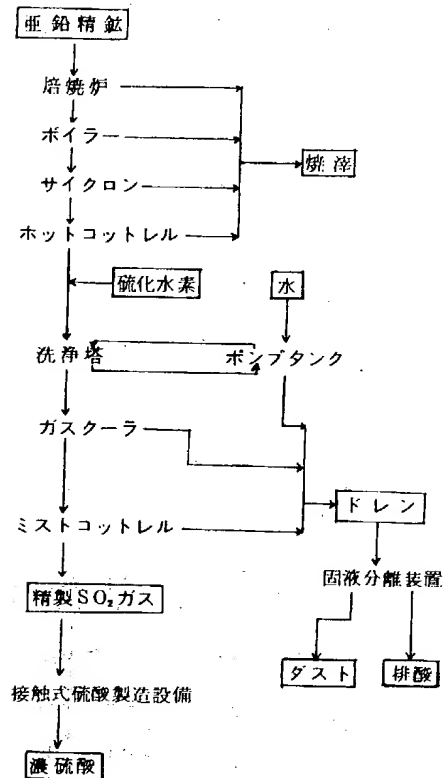 亜鉛精鉱
焙焼炉
ボイラー
サイクロン
焼滓
ホットコットレル
硫化水素
水
洗浄塔
ポンプタンク
ガスクーラ
ドレン
ミストコットレル
固液分離装置
精製SO₂ガス
ダスト
排酸
接触式硫酸製造設備
濃硫酸